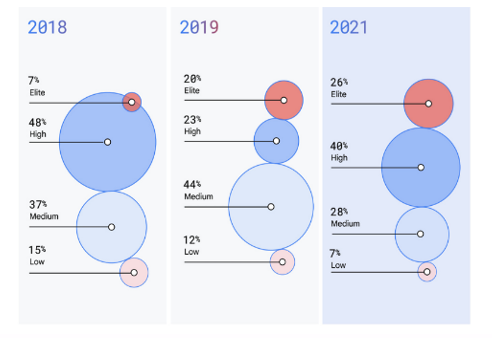 2018
7%
Elite
48%
High
37%
Medium
15%
Low
2019
20%
Elite
23%
High
44%
Medium
12%
Low
2021
26%
Elite
40%
High
28%
Medium
7%
Low